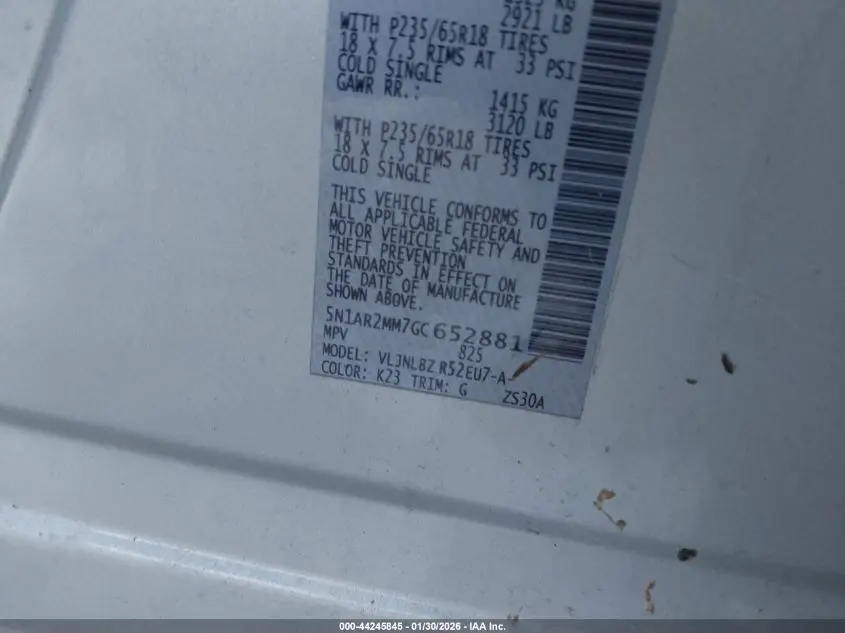 2921 LB
WITH P235/65R18 TIRES
18 X 7.5 RIMS AT 33 PSI
COLD SINGLE
GAWR RR.: 1415 KG
3120 LB
WITH P235/65R18 TIRES
18 X 7.5 RIMS AT 33 PSI
COLD SINGLE
THIS VEHICLE CONFORMS TO
ALL APPLICABLE FEDERAL
MOTOR VEHICLE SAFETY AND
THEFT PREVENTION
STANDARDS IN EFFECT ON
THE DATE OF MANUFACTURE
SHOWN ABOVE.
5N1AR2MM7GC652881
MPV 825
MODEL: VL3NLBZ R52EU7-A
COLOR: K23 TRIM: G ZS30A
000-44245845 - 01/30/2026 - IAA Inc.